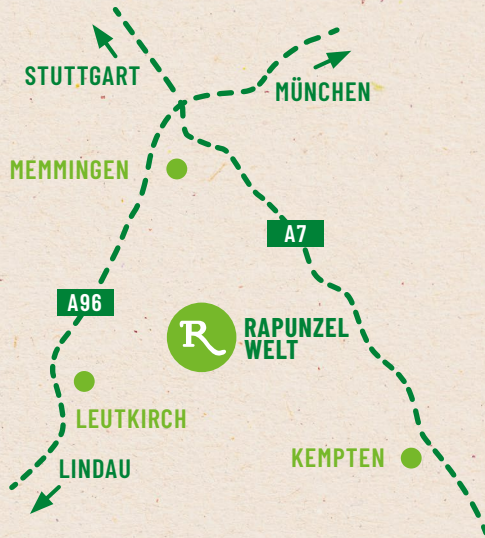 STUTTGART
MÜNCHEN
MEMMINGEN
A7
A96
R
RAPUNZEL
WELT
LEUTKIRCH
KEMPTEN
LINDAU